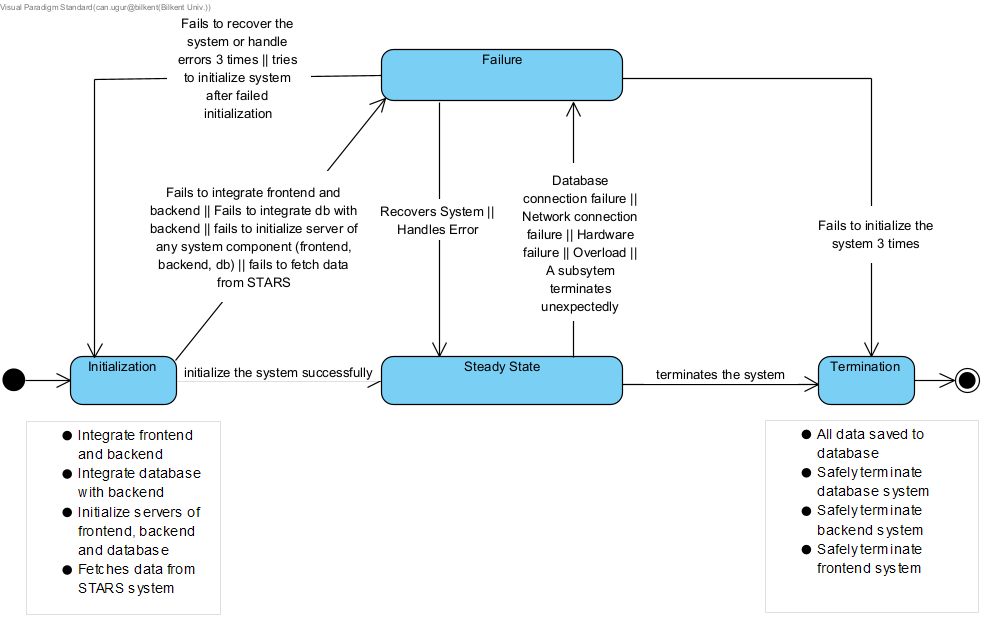 Visual Paradigm Standard(can.ugur@bilkent(Bilkent Univ.))
Fails to recover the
system or handle
errors 3 times || tries
to initialize system
after failed
initialization
Failure
Fails to integrate frontend and
backend || Fails to integrate db with
backend || fails to initialize server of
any system component (frontend,
backend, db) || fails to fetch data
from STARS
Recovers System ||
Handles Error
Database
connection failure ||
Network connection
failure || Hardware
failure || Overload ||
A subsytem
terminates
unexpectedly
Fails to initialize the
system 3 times
Initialization
initialize the system successfully
Steady State
terminates the system
Termination
● Integrate frontend
and backend
● Integrate database
with backend
● Initialize servers of
frontend, backend
and database
● Fetches data from
STARS system
● All data saved to
database
● Safely terminate
database system
● Safely terminate
backend system
● Safely terminate
frontend system